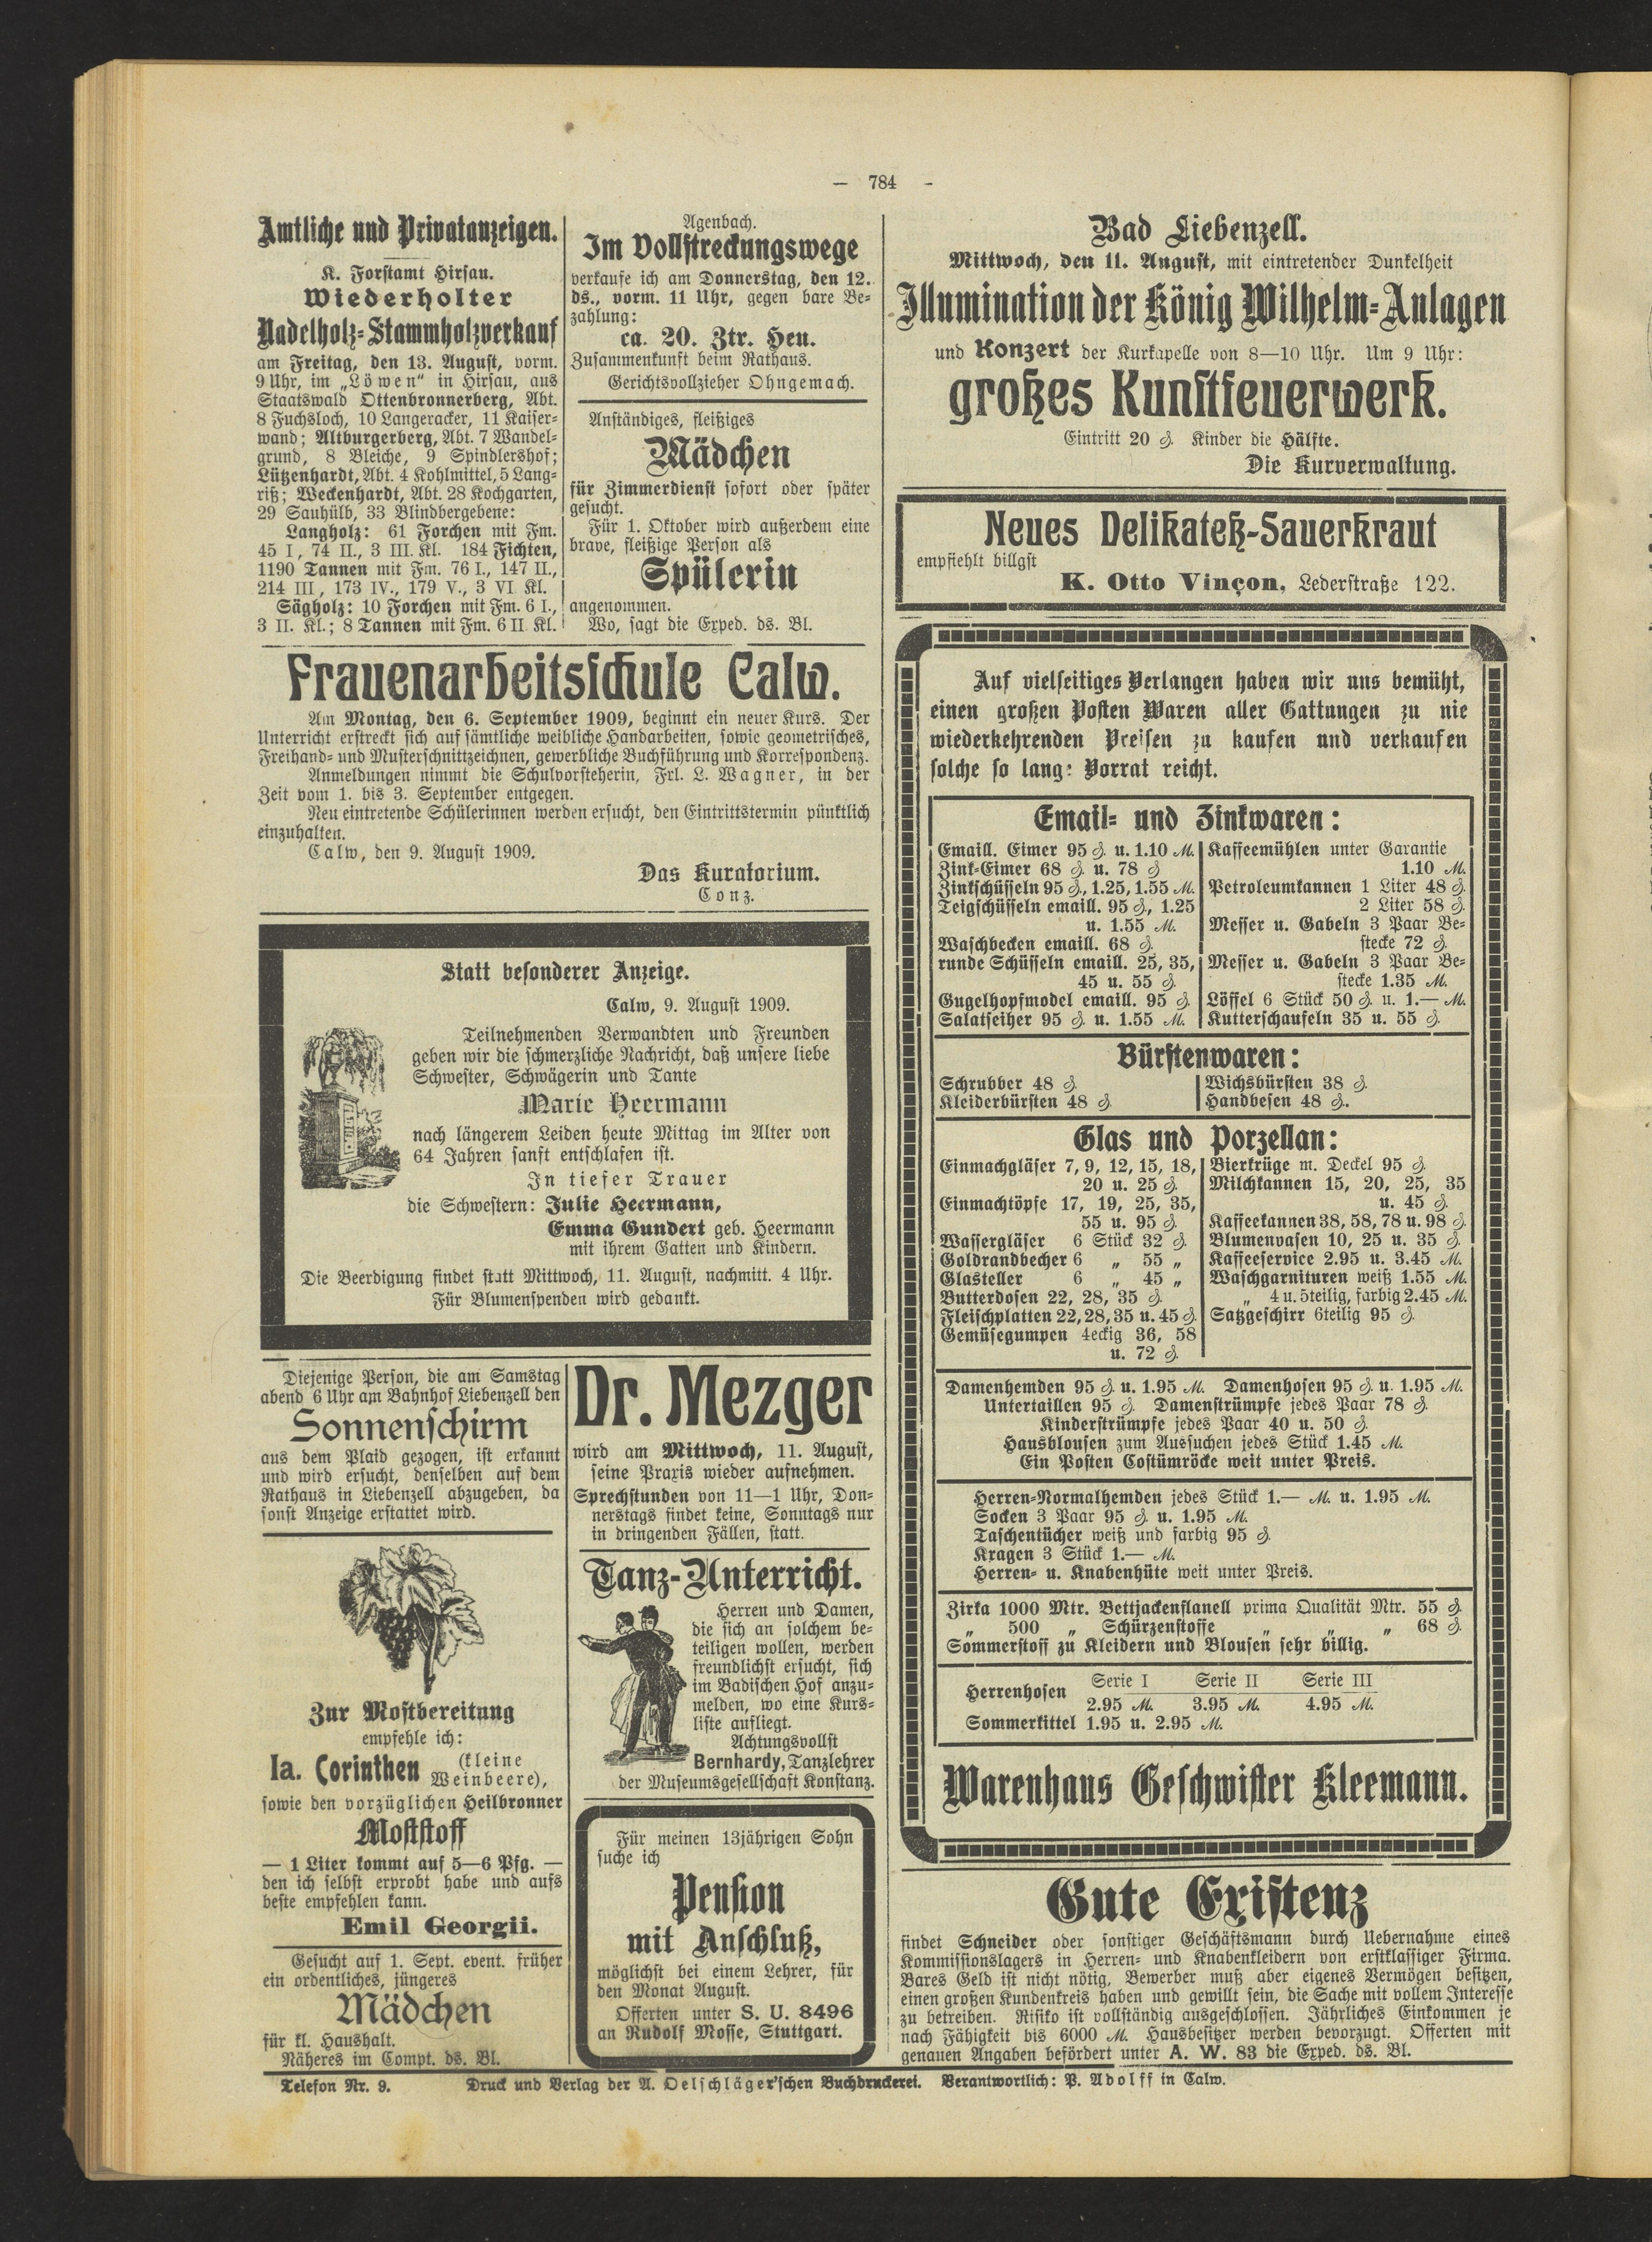 — 784 -
Amtliche und Privatanzeigen.
K. Forstamt Hirsau.
Wiederholter
Nadelholz-Stammholzverkauf
am Freitag, den 13. August, vorm.
9 Uhr, im „Löwen“ in Hirsau, aus
Staatswald Ottenbronnerberg, Abt.
8 Fuchsloch, 10 Langeracker, 11 Kaiser-
wand; Altburgerberg, Abt. 7 Wandel-
grund, 8 Bleiche, 9 Spindlershof;
Lützenhardt, Abt. 4 Kohlmittel, 5 Lang-
riß; Weckenhardt, Abt. 28 Kochgarten,
29 Sauhülb, 33 Blindbergebene:
Langholz: 61 Forchen mit Fm.
45 I, 74 II., 3 III. Kl. 184 Fichten,
1190 Tannen mit Fm. 76 I., 147 II.,
214 III, 173 IV., 179 V., 3 VI. Kl.
Sägholz: 10 Forchen mit Fm. 6 I.,
3 II. Kl.; 8 Tannen mit Fm. 6 II Kl.
Agenbach.
Im Vollstreckungswege
verkaufe ich am Donnerstag, den 12.
ds., vorm. 11 Uhr, gegen bare Be-
zahlung:
ca. 20. Ztr. Heu.
Zusammenkunft beim Rathaus.
Gerichtsvollzieher Ohngemach.
Anständiges, fleißiges
Mädchen
für Zimmerdienst sofort oder später
gesucht.
Für 1. Oktober wird außerdem eine
brave, fleißige Person als
Spülerin
angenommen.
Wo, sagt die Exped. ds. Bl.
Frauenarbeitsschule Calw.
Am Montag, den 6. September 1909, beginnt ein neuer Kurs. Der
Unterricht erstreckt sich auf sämtliche weibliche Handarbeiten, sowie geometrisches,
Freihand- und Musterschnittzeichnen, gewerbliche Buchführung und Korrespondenz.
Anmeldungen nimmt die Schulvorsteherin, Frl. L. Wagner, in der
Zeit vom 1. bis 3. September entgegen.
Neu eintretende Schülerinnen werden ersucht, den Eintrittstermin pünktlich
einzuhalten.
Calw, den 9. August 1909.
Das Kuratorium.
Conz.
Statt besonderer Anzeige.
Calw, 9. August 1909.
Teilnehmenden Verwandten und Freunden
geben wir die schmerzliche Nachricht, daß unsere liebe
Schwester, Schwägerin und Tante
Marie Heermann
nach längerem Leiden heute Mittag im Alter von
64 Jahren sanft entschlafen ist.
In tiefer Trauer
die Schwestern: Julie Heermann,
Emma Gundert geb. Heermann
mit ihrem Gatten und Kindern.
Die Beerdigung findet statt Mittwoch, 11. August, nachmitt. 4 Uhr.
Für Blumenspenden wird gedankt.
Diejenige Person, die am Samstag
abend 6 Uhr am Bahnhof Liebenzell den
Sonnenschirm
aus dem Plaid gezogen, ist erkannt
und wird ersucht, denselben auf dem
Rathaus in Liebenzell abzugeben, da
sonst Anzeige erstattet wird.
Zur Mostbereitung
empfehle ich:
Ia. Corinthen (kleine
Weinbeere),
sowie den vorzüglichen Heilbronner
Moststoff
— 1 Liter kommt auf 5—6 Pfg. —
den ich selbst erprobt habe und aufs
beste empfehlen kann.
Emil Georgii.
Gesucht auf 1. Sept. event. früher
ein ordentliches, jüngeres
Mädchen
für kl. Haushalt.
Näheres im Compt. ds. Bl.
Dr. Mezger
wird am Mittwoch, 11. August,
seine Praxis wieder aufnehmen.
Sprechstunden von 11—1 Uhr, Don-
nerstags findet keine, Sonntags nur
in dringenden Fällen, statt.
Tanz-Unterricht.
Herren und Damen,
die sich an solchem be-
teiligen wollen, werden
freundlichst ersucht, sich
im Badischen Hof anzu-
melden, wo eine Kurs-
liste aufliegt.
Achtungsvollst
Bernhardy, Tanzlehrer
der Museumsgesellschaft Konstanz.
Für meinen 13jährigen Sohn
suche ich
Pension
mit Anschluß,
möglichst bei einem Lehrer, für
den Monat August.
Offerten unter S. U. 8496
an Rudolf Mosse, Stuttgart.
Bad Liebenzell.
Mittwoch, den 11. August, mit eintretender Dunkelheit
Illumination der König Wilhelm-Anlagen
und Konzert der Kurkapelle von 8—10 Uhr. Um 9 Uhr:
großes Kunstfeuerwerk.
Eintritt 20 ₰. Kinder die Hälfte.
Die Kurverwaltung.
Neues Delikateß-Sauerkraut
empfiehlt billgst
K. Otto Vinçon, Lederstraße 122.
Auf vielseitiges Verlangen haben wir uns bemüht,
einen großen Posten Waren aller Gattungen zu nie
wiederkehrenden Preisen zu kaufen und verkaufen
solche so lang: Vorrat reicht.
Email- und Zinkwaren:
Emaill. Eimer 95 ₰. u. 1.10 M.
Zink-Eimer 68 ₰. u. 78 ₰
Zinkschüsseln 95 ₰., 1.25, 1.55 M.
Teigschüsseln emaill. 95 ₰., 1.25
u. 1.55 M.
Waschbecken emaill. 68 ₰.
runde Schüsseln emaill. 25, 35,
45 u. 55 ₰.
Gugelhopfmodel emaill. 95 ₰.
Salatseiher 95 ₰. u. 1.55 M.
Kaffeemühlen unter Garantie
1.10 M.
Petroleumkannen 1 Liter 48 ₰.
2 Liter 58 ₰.
Messer u. Gabeln 3 Paar Be-
stecke 72 ₰.
Messer u. Gabeln 3 Paar Be-
stecke 1.35 M.
Löffel 6 Stück 50 ₰. u. 1.— M.
Kutterschaufeln 35 u. 55 ₰.
Bürstenwaren:
Schrubber 48 ₰.
Kleiderbürsten 48 ₰.
Wichsbürsten 38 ₰.
Handbesen 48 ₰.
Glas und Porzellan:
Einmachgläser 7, 9, 12, 15, 18,
20 u. 25 ₰.
Einmachtöpfe 17, 19, 25, 35,
55 u. 95 ₰.
Wassergläser 6 Stück 32 ₰.
Goldrandbecher 6 „ 55 „
Glasteller 6 „ 45 „
Butterdosen 22, 28, 35 ₰.
Fleischplatten 22, 28, 35 u. 45 ₰.
Gemüsegumpen 4eckig 36, 58
u. 72 ₰.
Bierkrüge m. Deckel 95 ₰.
Milchkannen 15, 20, 25, 35
u. 45 ₰.
Kaffeekannen 38, 58, 78 u. 98 ₰.
Blumenvasen 10, 25 u. 35 ₰.
Kaffeeservice 2.95 u. 3.45 M.
Waschgarnituren weiß 1.55 M.
„ 4 u. 5teilig, farbig 2.45 M.
Satzgeschirr 6teilig 95 ₰.
Damenhemden 95 ₰. u. 1.95 M. Damenhosen 95 ₰. u. 1.95 M.
Untertaillen 95 ₰. Damenstrümpfe jedes Paar 78 ₰.
Kinderstrümpfe jedes Paar 40 u. 50 ₰.
Hausblousen zum Aussuchen jedes Stück 1.45 M.
Ein Posten Costümröcke weit unter Preis.
Herren-Normalhemden jedes Stück 1.— M. u. 1.95 M.
Socken 3 Paar 95 ₰. u. 1.95 M.
Taschentücher weiß und farbig 95 ₰.
Kragen 3 Stück 1.— M.
Herren- u. Knabenhüte weit unter Preis.
Zirka 1000 Mtr. Bettjackenflanell prima Qualität Mtr. 55 ₰.
„ 500 „ Schürzenstoffe „ „ „ 68 ₰.
Sommerstoff zu Kleidern und Blousen sehr billig.
Serie I Serie II Serie III
Herrenhosen 2.95 M. 3.95 M. 4.95 M.
Sommerkittel 1.95 u. 2.95 M.
Warenhaus Geschwister Kleemann.
Gute Existenz
findet Schneider oder sonstiger Geschäftsmann durch Uebernahme eines
Kommissionslagers in Herren- und Knabenkleidern von erstklassiger Firma.
Bares Geld ist nicht nötig, Bewerber muß aber eigenes Vermögen besitzen,
einen großen Kundenkreis haben und gewillt sein, die Sache mit vollem Interesse
zu betreiben. Risiko ist vollständig ausgeschlossen. Jährliches Einkommen je
nach Fähigkeit bis 6000 M. Hausbesitzer werden bevorzugt. Offerten mit
genauen Angaben befördert unter A. W. 83 die Exped. ds. Bl.
Telefon Nr. 9. Druck und Verlag der A. Oelschläger'schen Buchdruckerei. Verantwortlich: P. Adolff in Calw.